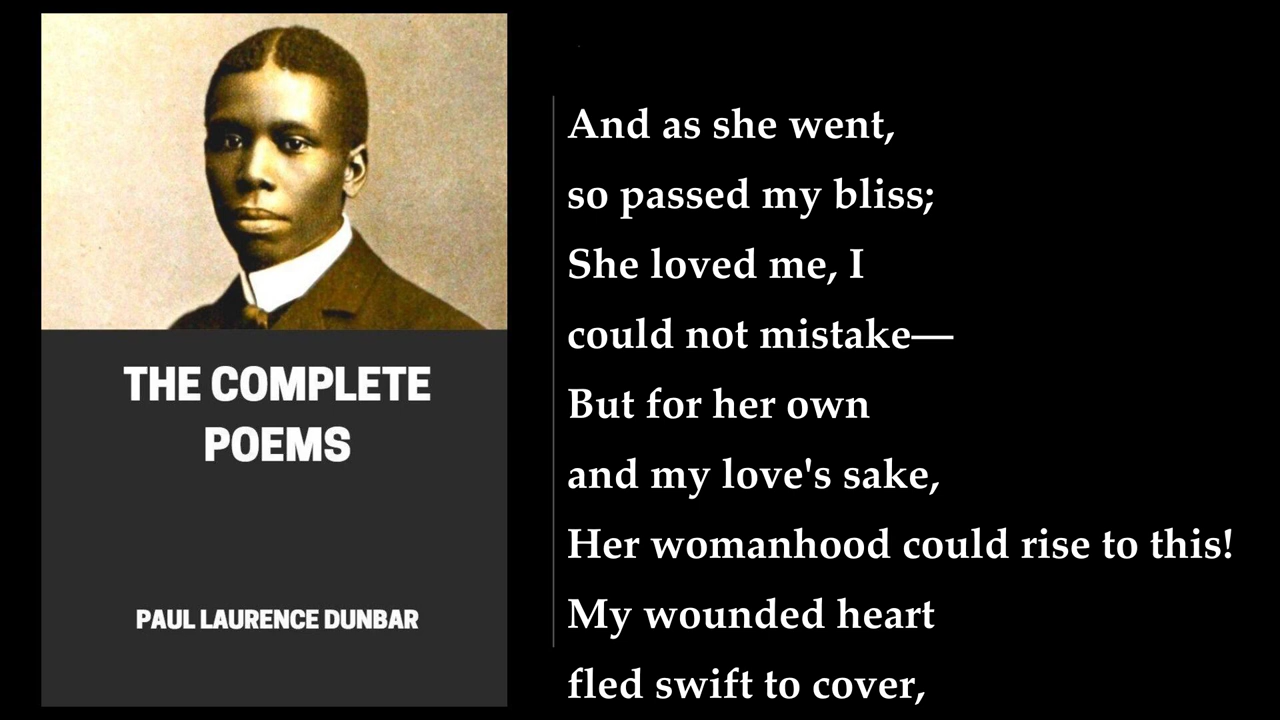 THE COMPLETE
POEMS
PAUL LAURENCE DUNBAR
And as she went,
so passed my bliss;
She loved me, I
could not mistake—
But for her own
and my love's sake,
Her womanhood could rise to this!
My wounded heart
fled swift to cover,